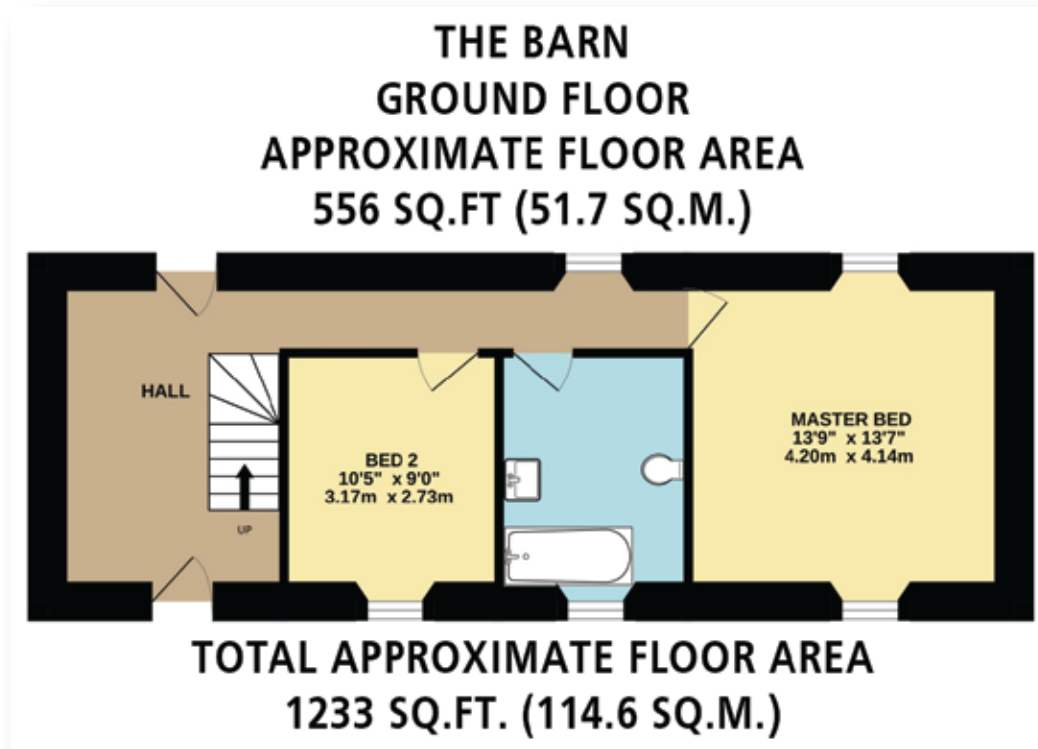 THE BARN
GROUND FLOOR
APPROXIMATE FLOOR AREA
556 SQ.FT (51.7 SQ.M.)
HALL
UP
BED 2
10'5" x 9'0"
3.17m x 2.73m
MASTER BED
13'9" x 13'7"
4.20m x 4.14m
TOTAL APPROXIMATE FLOOR AREA
1233 SQ.FT. (114.6 SQ.M.)